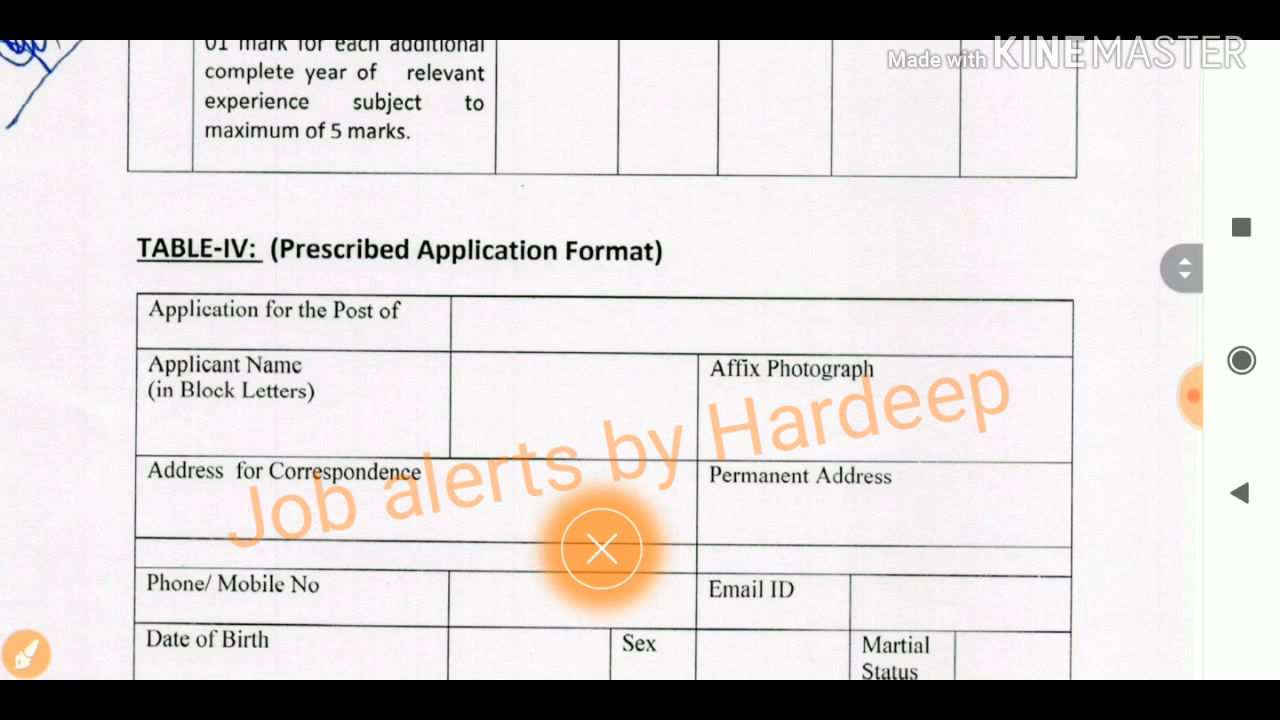 01 mark for each additional
complete year of relevant
experience subject to
maximum of 5 marks.
Made with KINEMASTER
TABLE-IV: (Prescribed Application Format)
Application for the Post of
Applicant Name
(in Block Letters)
Affix Photograph
Address for Correspondence
Permanent Address
Job alerts by Hardeep
Phone/ Mobile No
Email ID
Date of Birth
Sex
Martial
Status